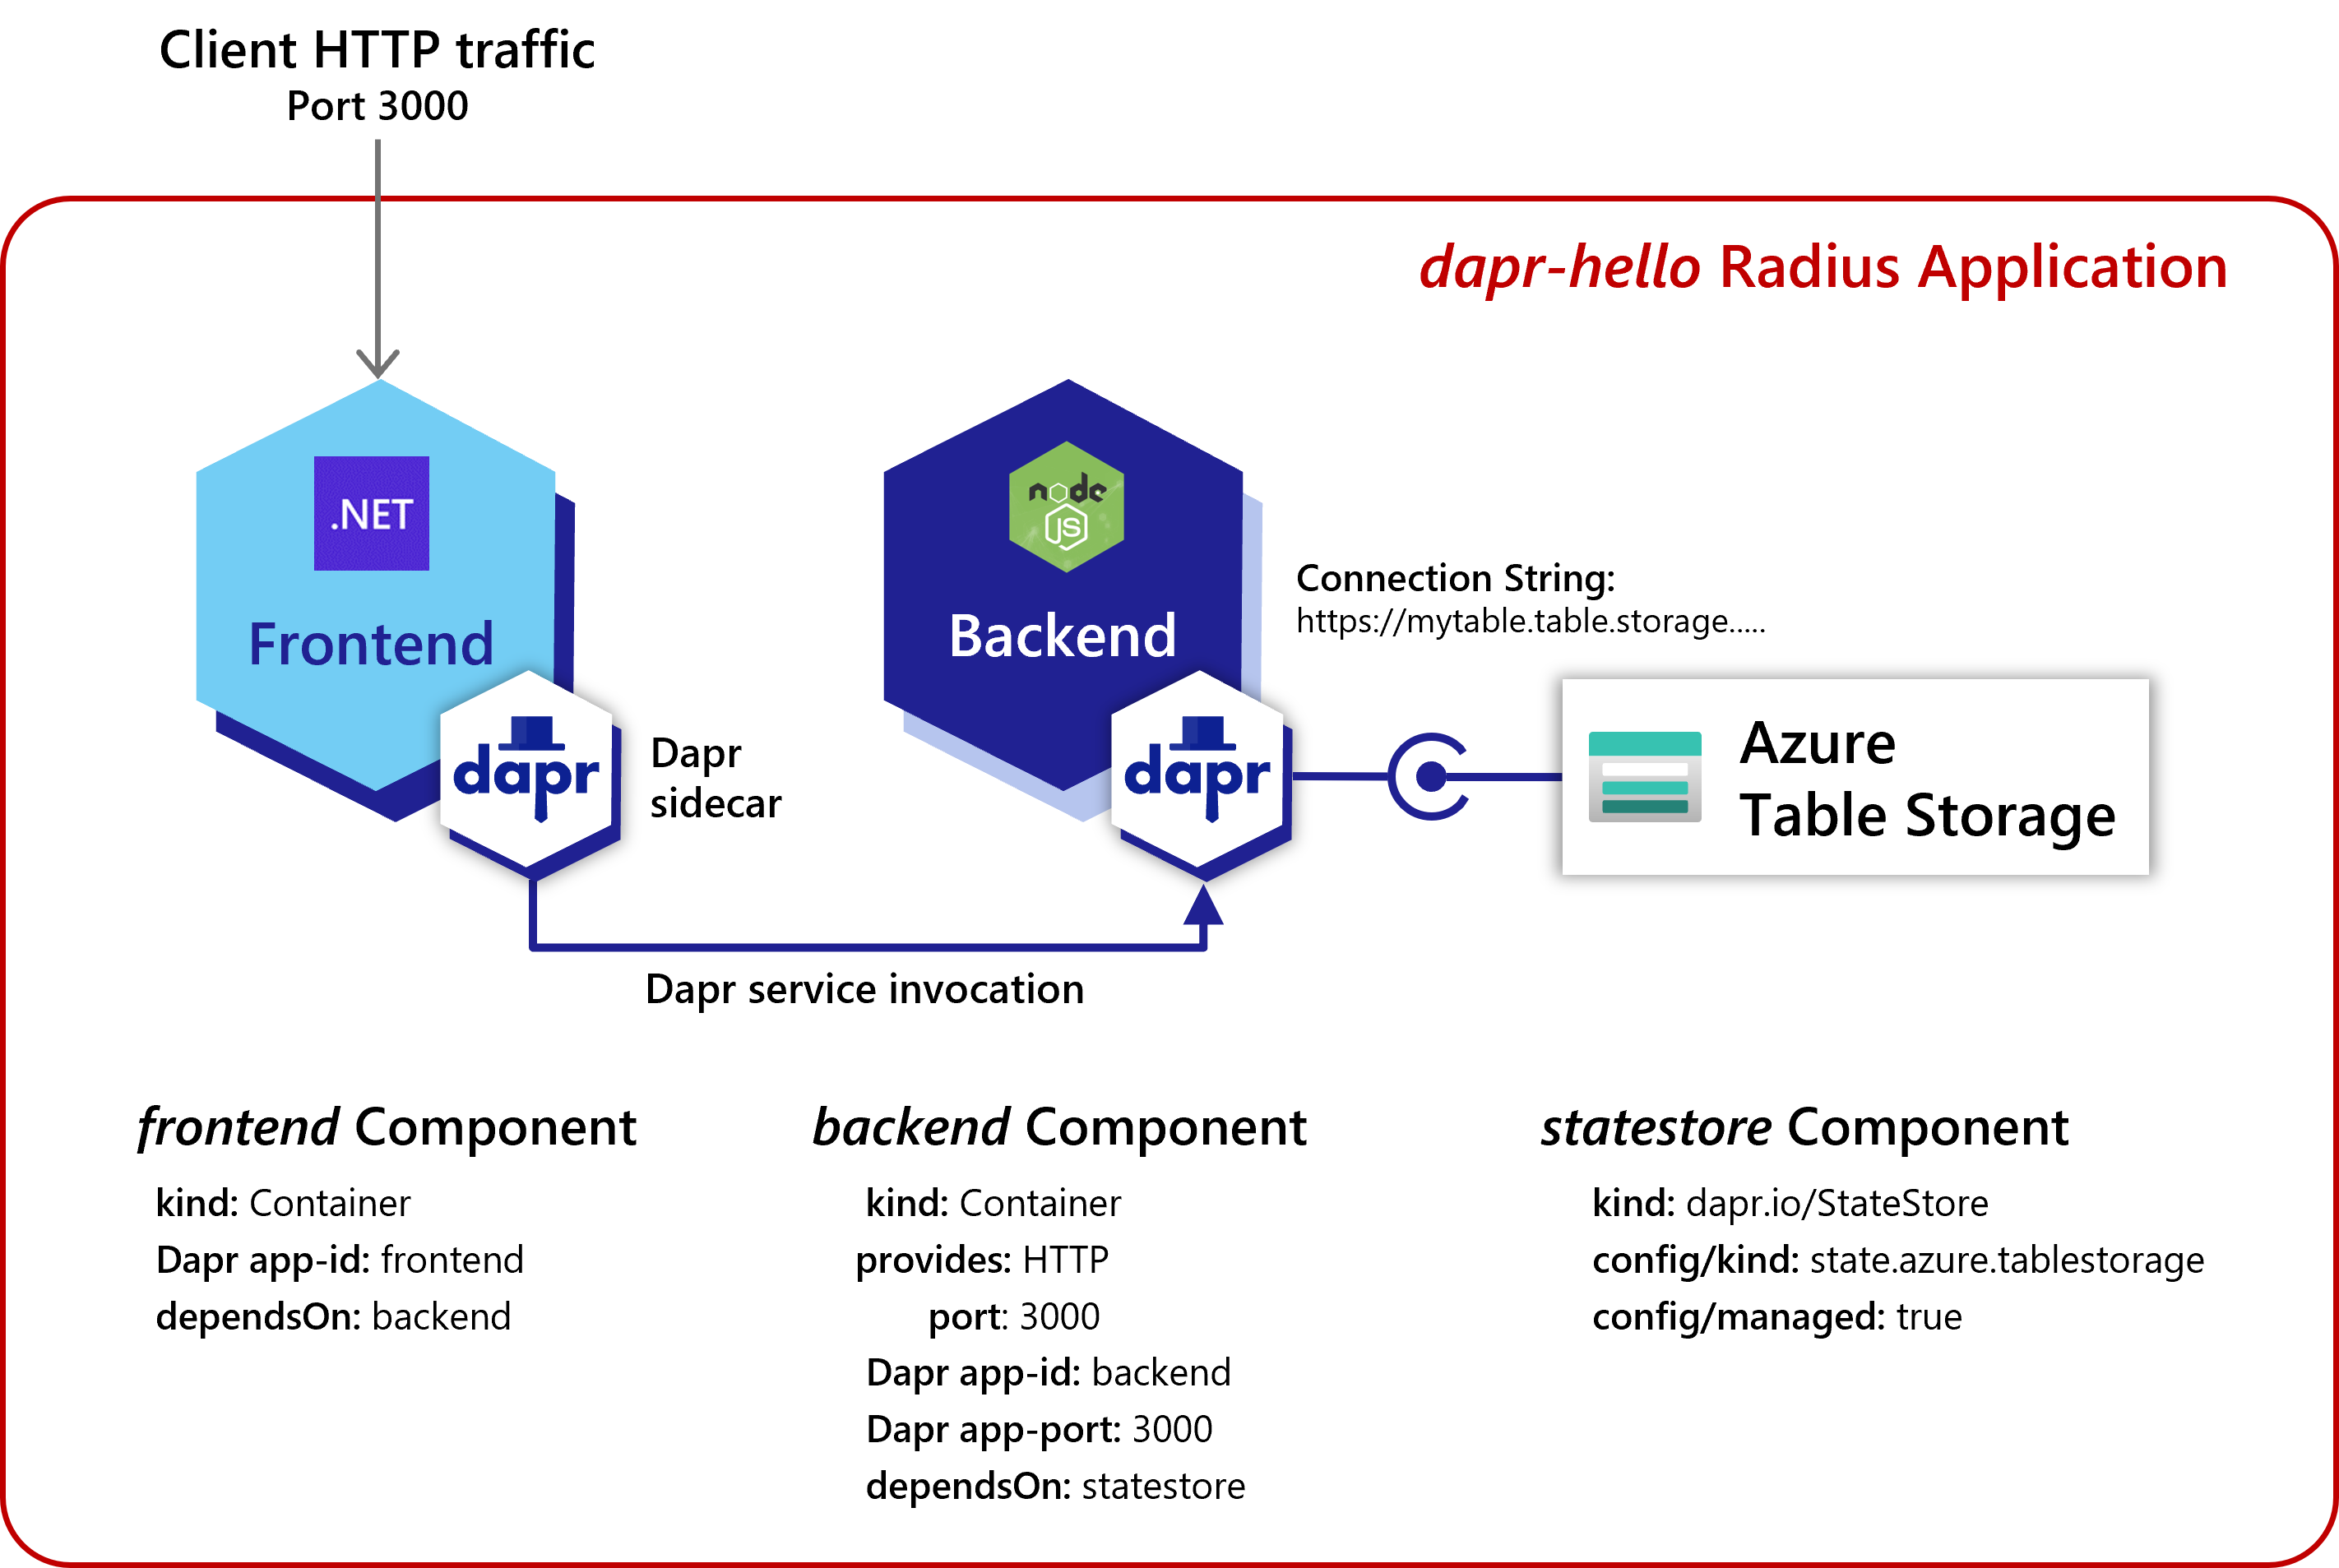 Client HTTP traffic
Port 3000
dapr-hello Radius Application
.NET
Frontend
node
JS
Backend
Connection String:
https://mytable.table.storage.....
dapr
Dapr
sidecar
dapr
Azure
Table Storage
Dapr service invocation
frontend Component
kind: Container
Dapr app-id: frontend
dependsOn: backend
backend Component
kind: Container
provides: HTTP
port: 3000
Dapr app-id: backend
Dapr app-port: 3000
dependsOn: statestore
statestore Component
kind: dapr.io/StateStore
config/kind: state.azure.tablestorage
config/managed: true